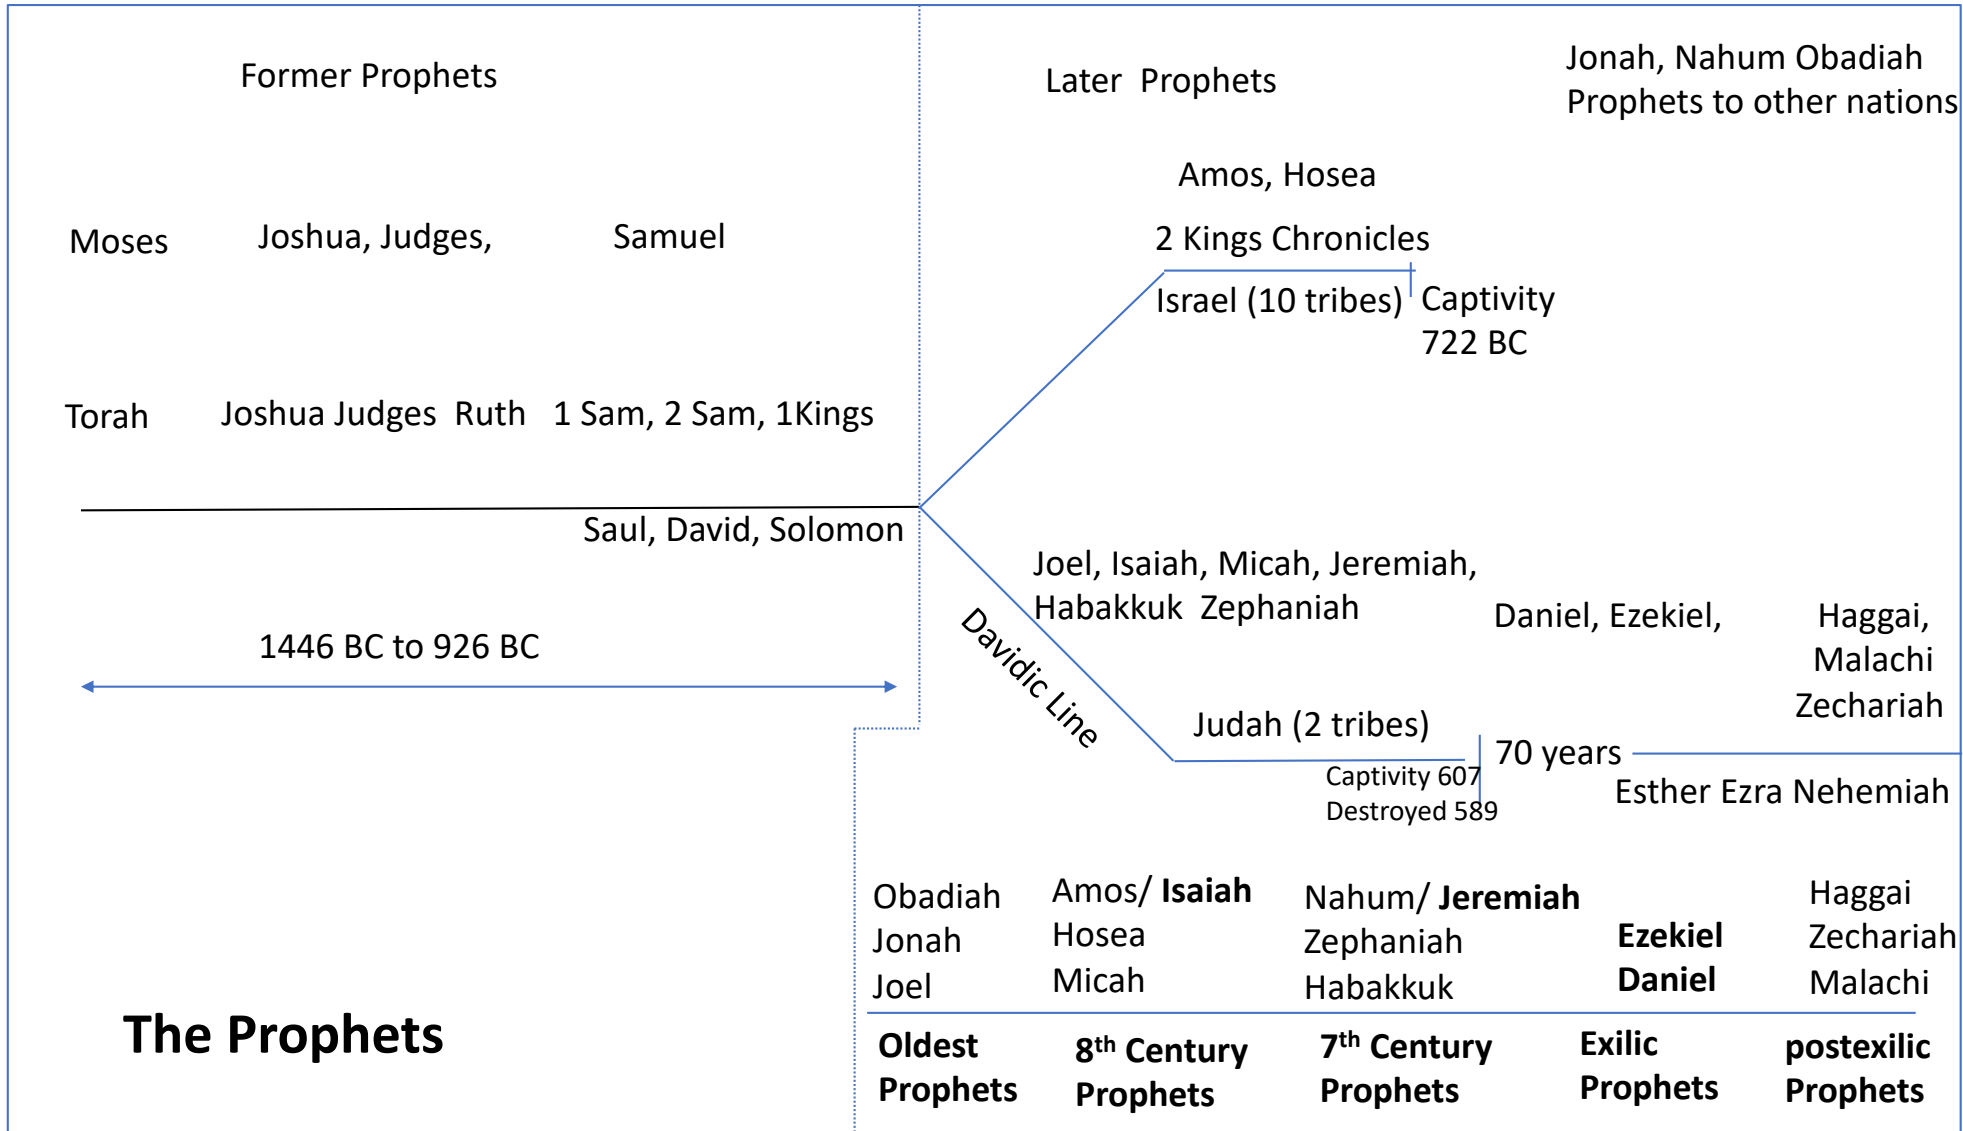 Former Prophets
Later Prophets
Jonah, Nahum Obadiah
Prophets to other nations
Amos, Hosea
Moses
Joshua, Judges,
Samuel
2 Kings Chronicles
Israel (10 tribes)
Captivity
722 BC
Torah
Joshua Judges Ruth
1 Sam, 2 Sam, 1Kings
Saul, David, Solomon
1446 BC to 926 BC
Davidic Line
Joel, Isaiah, Micah, Jeremiah,
Habakkuk Zephaniah
Daniel, Ezekiel,
Haggai,
Malachi
Zechariah
Judah (2 tribes)
70 years
Captivity 607
Destroyed 589
Esther Ezra Nehemiah
Obadiah
Jonah
Joel
Amos/ Isaiah
Hosea
Micah
Nahum/ Jeremiah
Zephaniah
Habakkuk
Ezekiel
Daniel
Haggai
Zechariah
Malachi
The Prophets
Oldest
Prophets
8th Century
Prophets
7th Century
Prophets
Exilic
Prophets
postexilic
Prophets